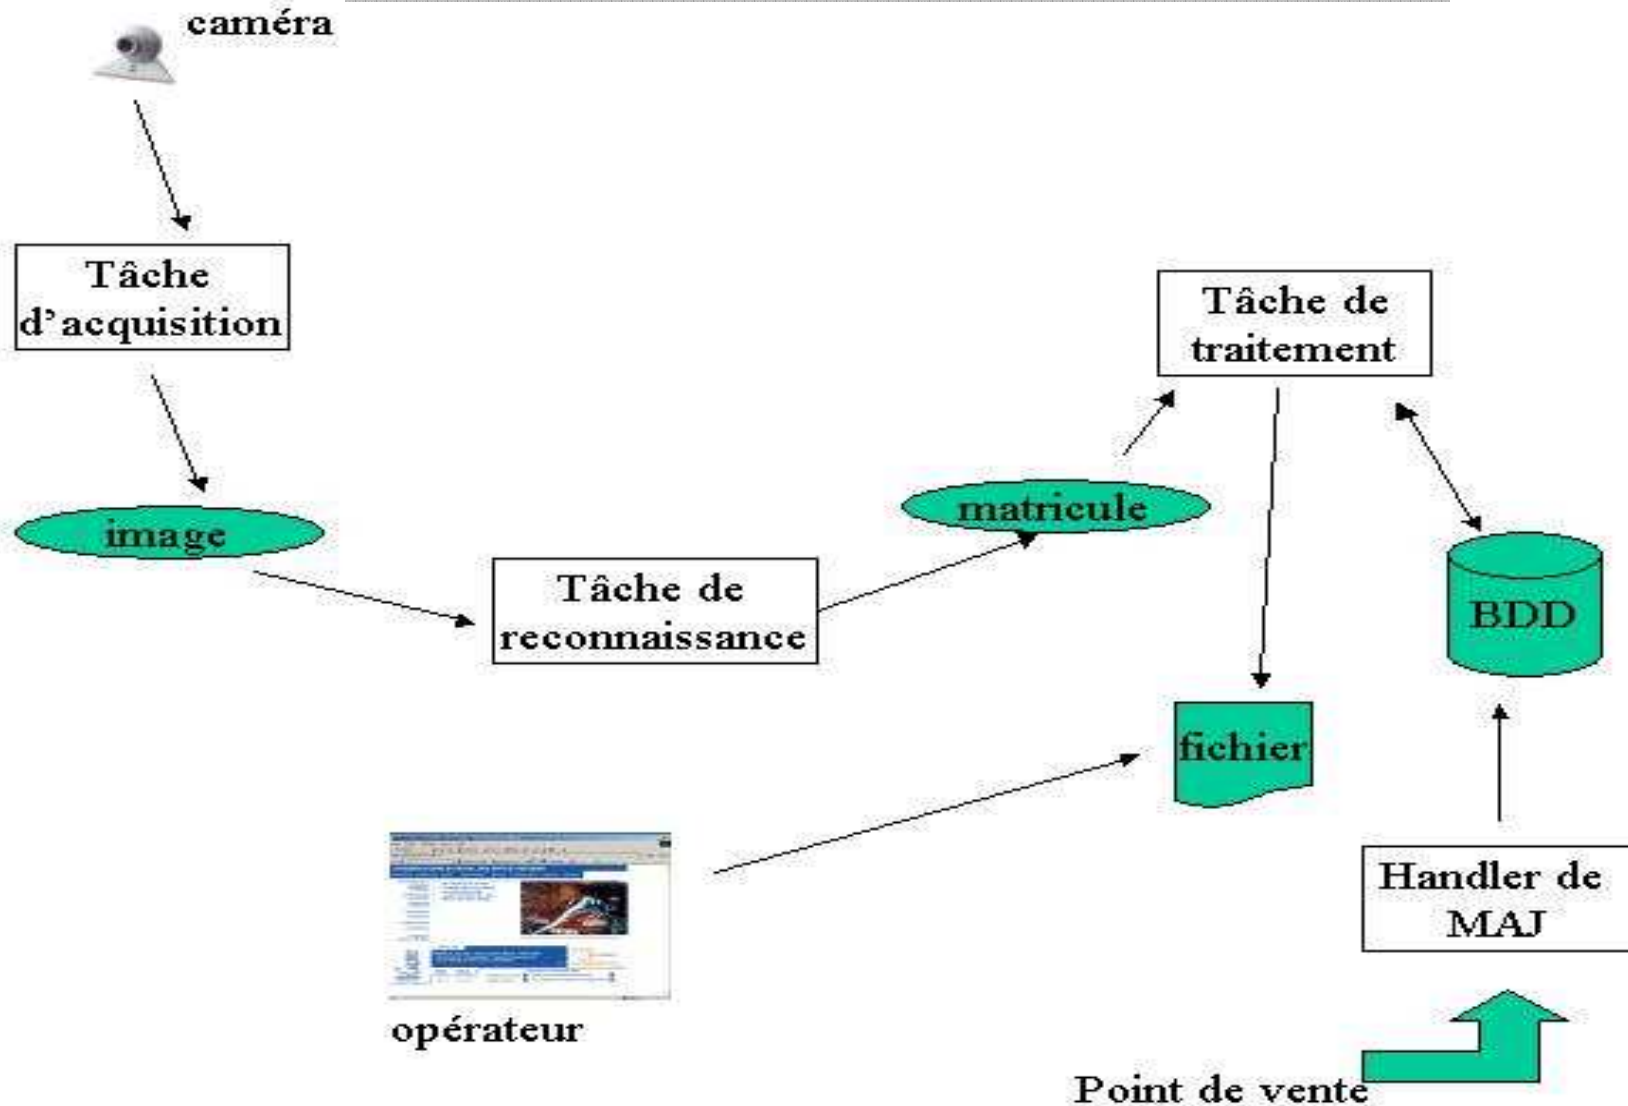 caméra
Tâche
d'acquisition
image
Tâche de
reconnaissance
matricule
Tâche de
traitement
BDD
fichier
Handler de
MAJ
opérateur
Point de vente